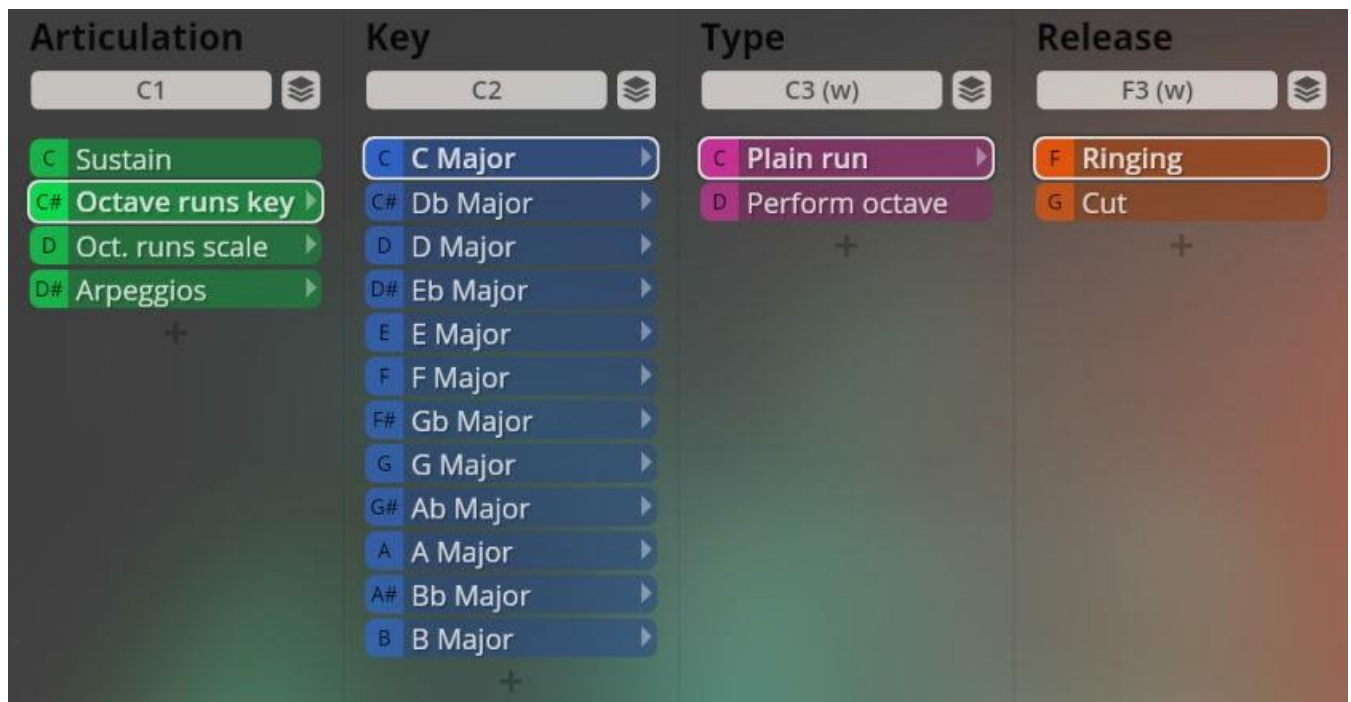 Articulation
C1
C Sustain
C# Octave runs key
D Oct. runs scale
D# Arpeggios
+
Key
C2
C C Major
C# Db Major
D D Major
D# Eb Major
E E Major
F F Major
F# Gb Major
G G Major
G# Ab Major
A A Major
A# Bb Major
B B Major
+
Type
C3 (w)
C Plain run
D Perform octave
+
Release
F3 (w)
F Ringing
G Cut
+